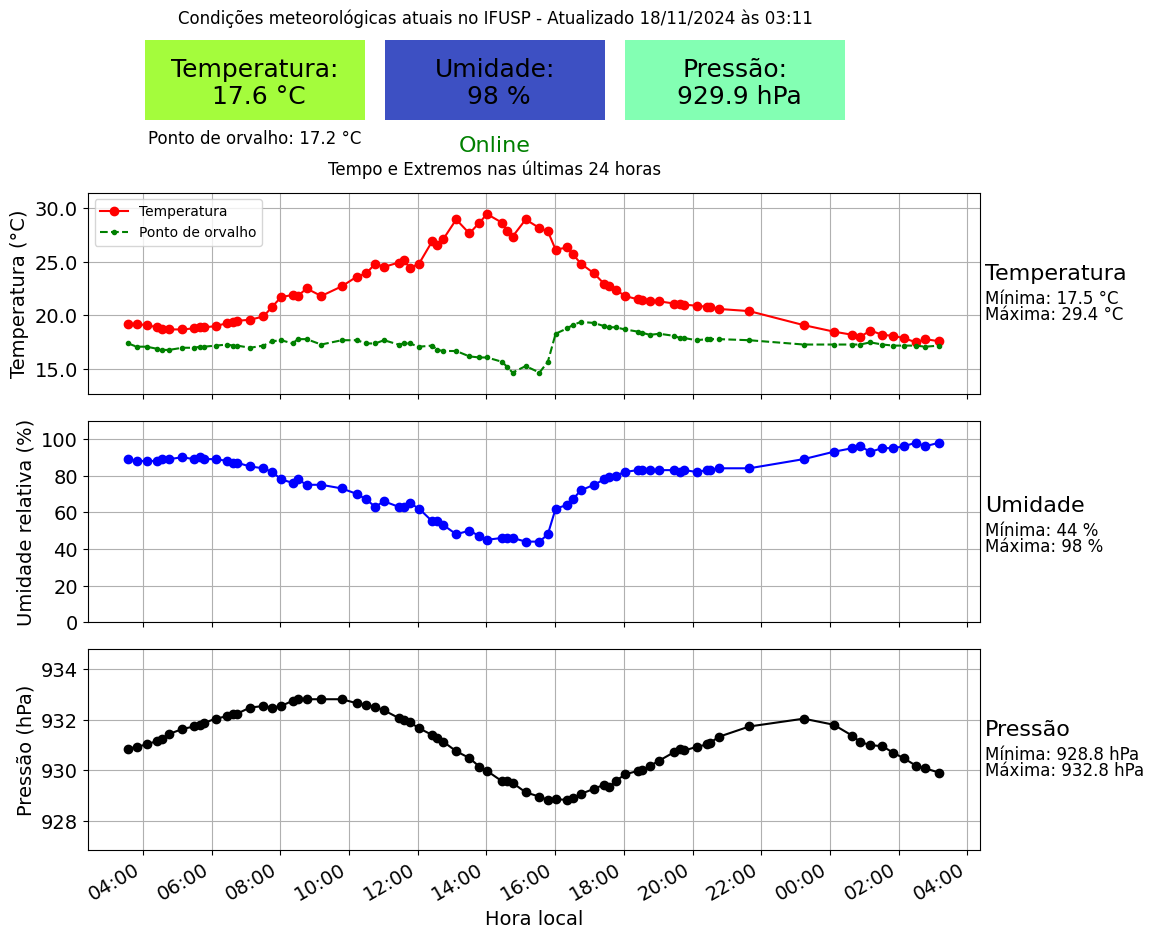 Condições meteorológicas atuais no IFUSP - Atualizado 18/11/2024 às 03:11
Temperatura:
17.6 °C
Umidade:
98 %
Pressão:
929.9 hPa
Ponto de orvalho: 17.2 °C
Online
Tempo e Extremos nas últimas 24 horas
Temperatura (°C)
30.0
25.0
20.0
15.0
Temperatura
Ponto de orvalho
Temperatura
Mínima: 17.5 °C
Máxima: 29.4 °C
Umidade relativa (%)
100
80
60
40
20
0
Umidade
Mínima: 44 %
Máxima: 98 %
Pressão (hPa)
934
932
930
928
Pressão
Mínima: 928.8 hPa
Máxima: 932.8 hPa
04:00 06:00 08:00 10:00 12:00 14:00 16:00 18:00 20:00 22:00 00:00 02:00 04:00
Hora local